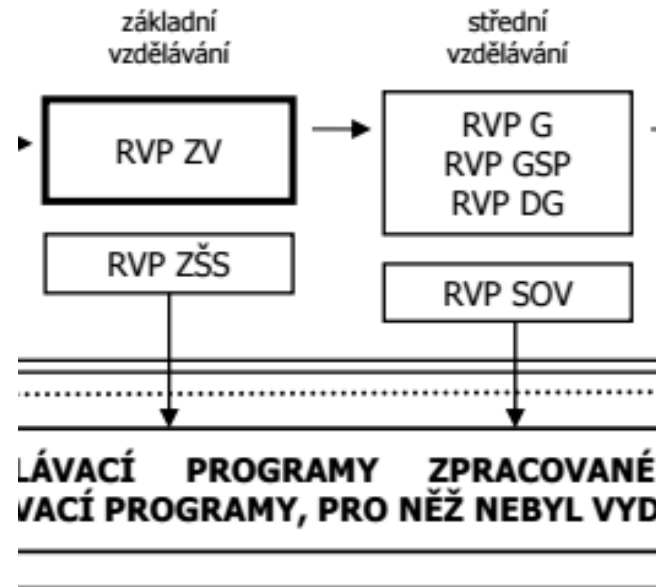 základní
vzdělávání
střední
vzdělávání
RVP ZV
RVP G
RVP GSP
RVP DG
RVP ZŠS
RVP SOV
LÁVACÍ PROGRAMY ZPRACOVANÉ
VACÍ PROGRAMY, PRO NĚŽ NEBYL VYD